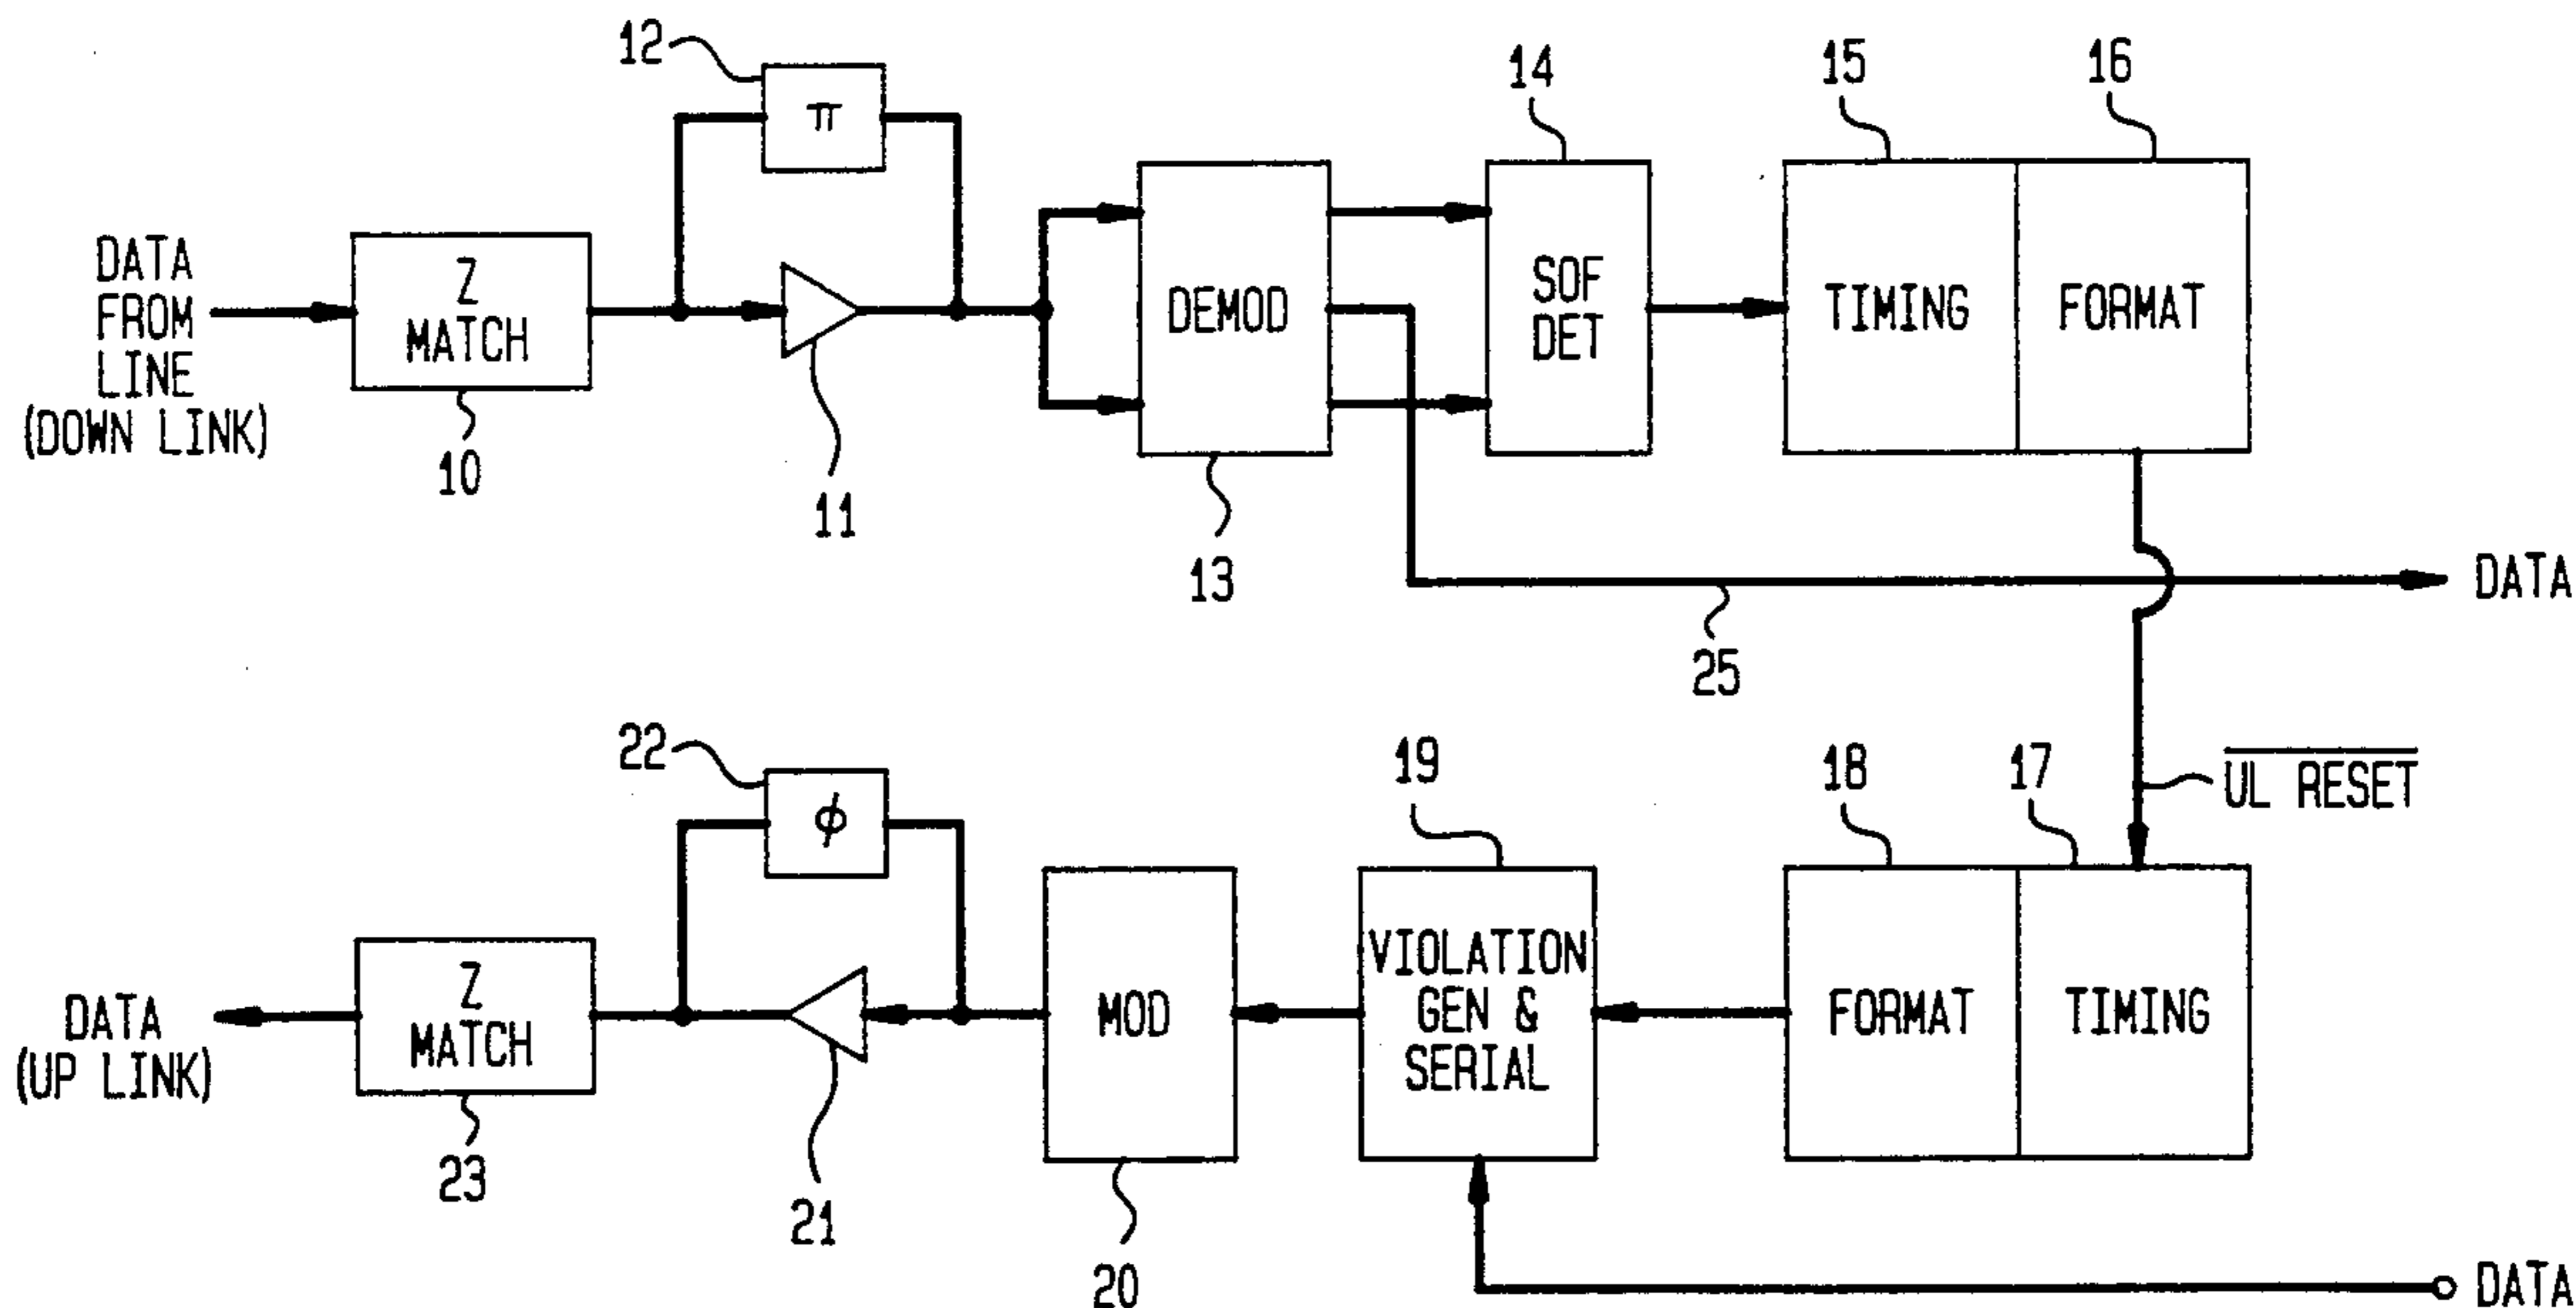 12
π
14
15
16
DATA
FROM
LINE
(DOWN LINK)
Z
MATCH
10
11
DEMOD
13
SOF
DET
TIMING
FORMAT
DATA
25
UL RESET
22
ϕ
19
18
17
DATA
(UP LINK)
Z
MATCH
23
21
MOD
20
VIOLATION
GEN &
SERIAL
FORMAT
TIMING
DATA